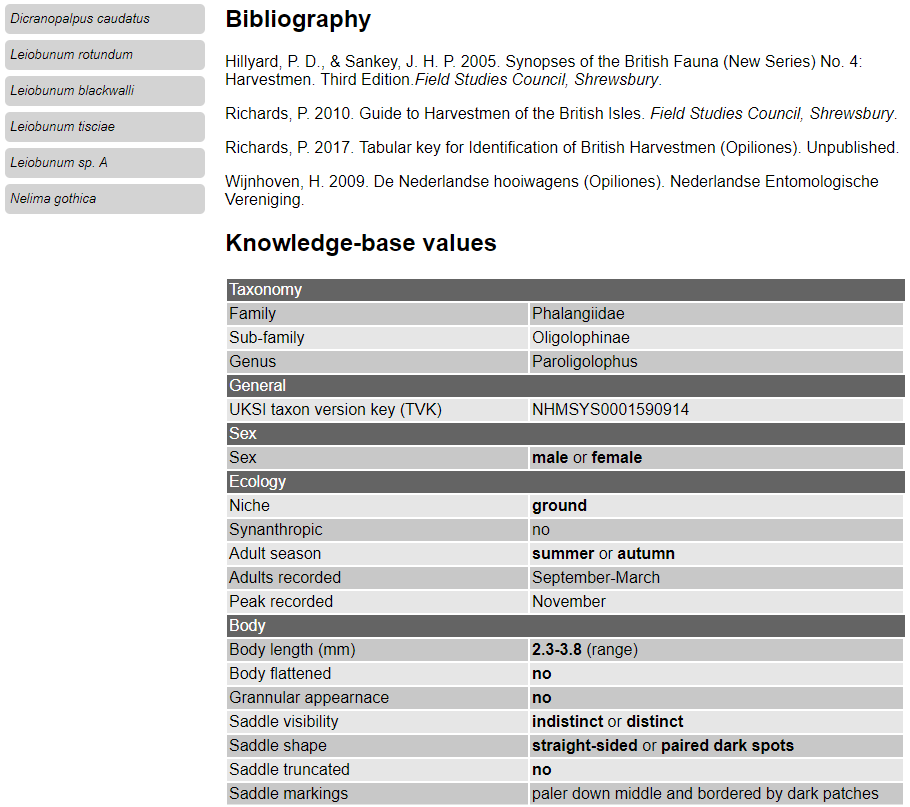 Dicranopalpus caudatus
Leiobunum rotundum
Leiobunum blackwalli
Leiobunum tisciae
Leiobunum sp. A
Nelima gothica
Bibliography
Hillyard, P. D., & Sankey, J. H. P. 2005. Synopses of the British Fauna (New Series) No. 4:
Harvestmen. Third Edition.Field Studies Council, Shrewsbury.
Richards, P. 2010. Guide to Harvestmen of the British Isles. Field Studies Council, Shrewsbury.
Richards, P. 2017. Tabular key for Identification of British Harvestmen (Opiliones). Unpublished.
Wijnhoven, H. 2009. De Nederlandse hooiwagens (Opiliones). Nederlandse Entomologische
Vereniging.
Knowledge-base values
Taxonomy
Family Phalangiidae
Sub-family Oligolophinae
Genus Paroligolophus
General
UKSI taxon version key (TVK) NHMSYS0001590914
Sex
Sex male or female
Ecology
Niche ground
Synanthropic no
Adult season summer or autumn
Adults recorded September-March
Peak recorded November
Body
Body length (mm) 2.3-3.8 (range)
Body flattened no
Grannular appearnace no
Saddle visibility indistinct or distinct
Saddle shape straight-sided or paired dark spots
Saddle truncated no
Saddle markings paler down middle and bordered by dark patches